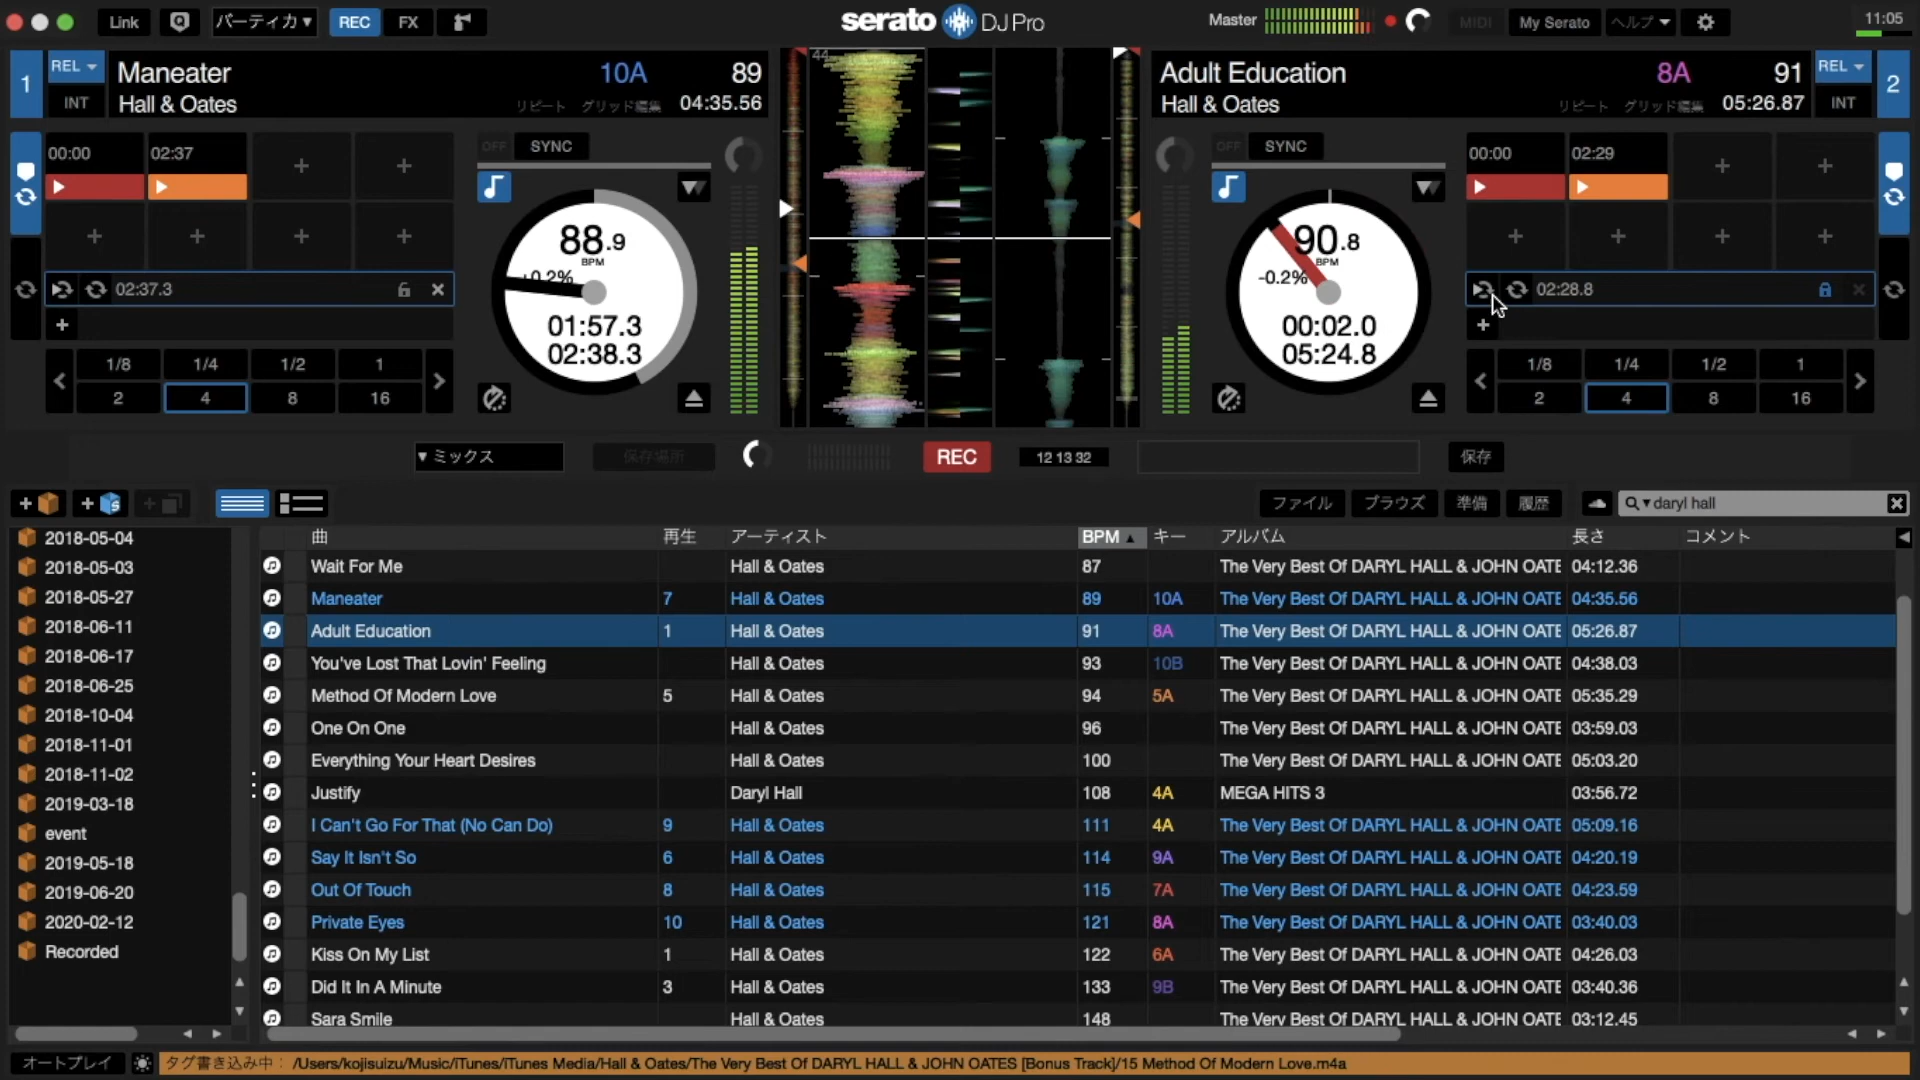 Link パーティカ▼ REC FX serato DJ Pro Master MIDI My Serato ヘルプ ▼ 11:05
1 REL Maneater 10A 89
INT Hall & Oates リピート グリッド編集 04:35.56
Adult Education 8A 91 REL 2
Hall & Oates リピート グリッド編集 05:26.87 INT
00:00 02:37
OFF SYNC
88.9
BPM
+0.2%
01:57.3
02:38.3
02:37.3
1/8 1/4 1/2 1
2 4 8 16
44
OFF SYNC
90.8
BPM
-0.2%
00:02.0
05:24.8
00:00 02:29
02:28.8
1/8 1/4 1/2 1
2 4 8 16
▼ ミックス 保存場所 REC 12 13 32 保存
ファイル ブラウズ 準備 履歴 daryl hall
2018-05-04
2018-05-03
2018-05-27
2018-06-11
2018-06-17
2018-06-25
2018-10-04
2018-11-01
2018-11-02
2019-03-18
event
2019-05-18
2019-06-20
2020-02-12
Recorded
曲 再生 アーティスト BPM キー アルバム 長さ コメント
Wait For Me Hall & Oates 87 The Very Best Of DARYL HALL & JOHN OATE 04:12.36
Maneater 7 Hall & Oates 89 10A The Very Best Of DARYL HALL & JOHN OATE 04:35.56
Adult Education 1 Hall & Oates 91 8A The Very Best Of DARYL HALL & JOHN OATE 05:26.87
You've Lost That Lovin' Feeling Hall & Oates 93 10B The Very Best Of DARYL HALL & JOHN OATE 04:38.03
Method Of Modern Love 5 Hall & Oates 94 5A The Very Best Of DARYL HALL & JOHN OATE 05:35.29
One On One Hall & Oates 96 The Very Best Of DARYL HALL & JOHN OATE 03:59.03
Everything Your Heart Desires Hall & Oates 100 The Very Best Of DARYL HALL & JOHN OATE 05:03.20
Justify Daryl Hall 108 4A MEGA HITS 3 03:56.72
I Can't Go For That (No Can Do) 9 Hall & Oates 111 4A The Very Best Of DARYL HALL & JOHN OATE 05:09.16
Say It Isn't So 6 Hall & Oates 114 9A The Very Best Of DARYL HALL & JOHN OATE 04:20.19
Out Of Touch 8 Hall & Oates 115 7A The Very Best Of DARYL HALL & JOHN OATE 04:23.59
Private Eyes 10 Hall & Oates 121 8A The Very Best Of DARYL HALL & JOHN OATE 03:40.03
Kiss On My List 1 Hall & Oates 122 6A The Very Best Of DARYL HALL & JOHN OATE 04:26.03
Did It In A Minute 3 Hall & Oates 133 9B The Very Best Of DARYL HALL & JOHN OATE 03:40.36
Sara Smile Hall & Oates 148 The Very Best Of DARYL HALL & JOHN OATE 03:12.45
オートプレイ タグ書き込み中： /Users/kojisuizu/Music/iTunes/iTunes Media/Hall & Oates/The Very Best Of DARYL HALL & JOHN OATES [Bonus Track]/15 Method Of Modern Love.m4a